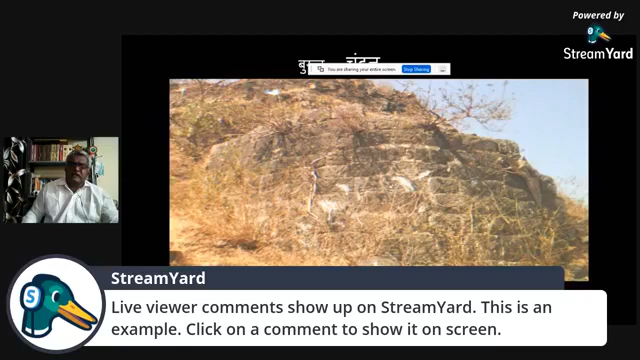 Powered by
StreamYard
You are sharing your entire screen.
Stop Sharing
StreamYard
Live viewer comments show up on StreamYard. This is an
example. Click on a comment to show it on screen.